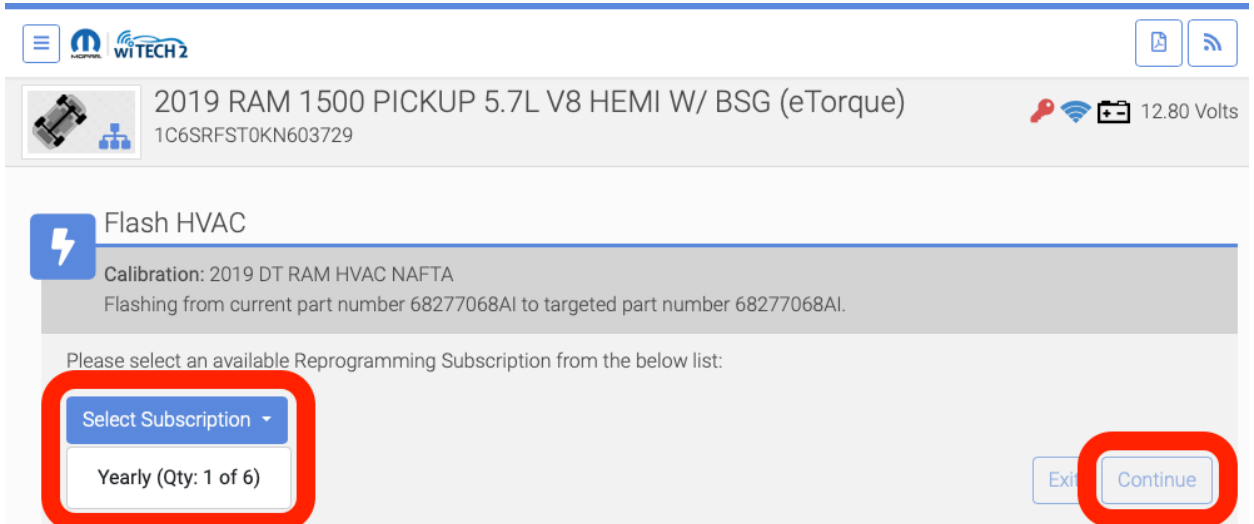 MOPAR wiTECH 2
2019 RAM 1500 PICKUP 5.7L V8 HEMI W/ BSG (eTorque)
1C6SRFST0KN603729
12.80 Volts
Flash HVAC
Calibration: 2019 DT RAM HVAC NAFTA
Flashing from current part number 68277068AI to targeted part number 68277068AI.
Please select an available Reprogramming Subscription from the below list:
Select Subscription
Yearly (Qty: 1 of 6)
Exit Continue